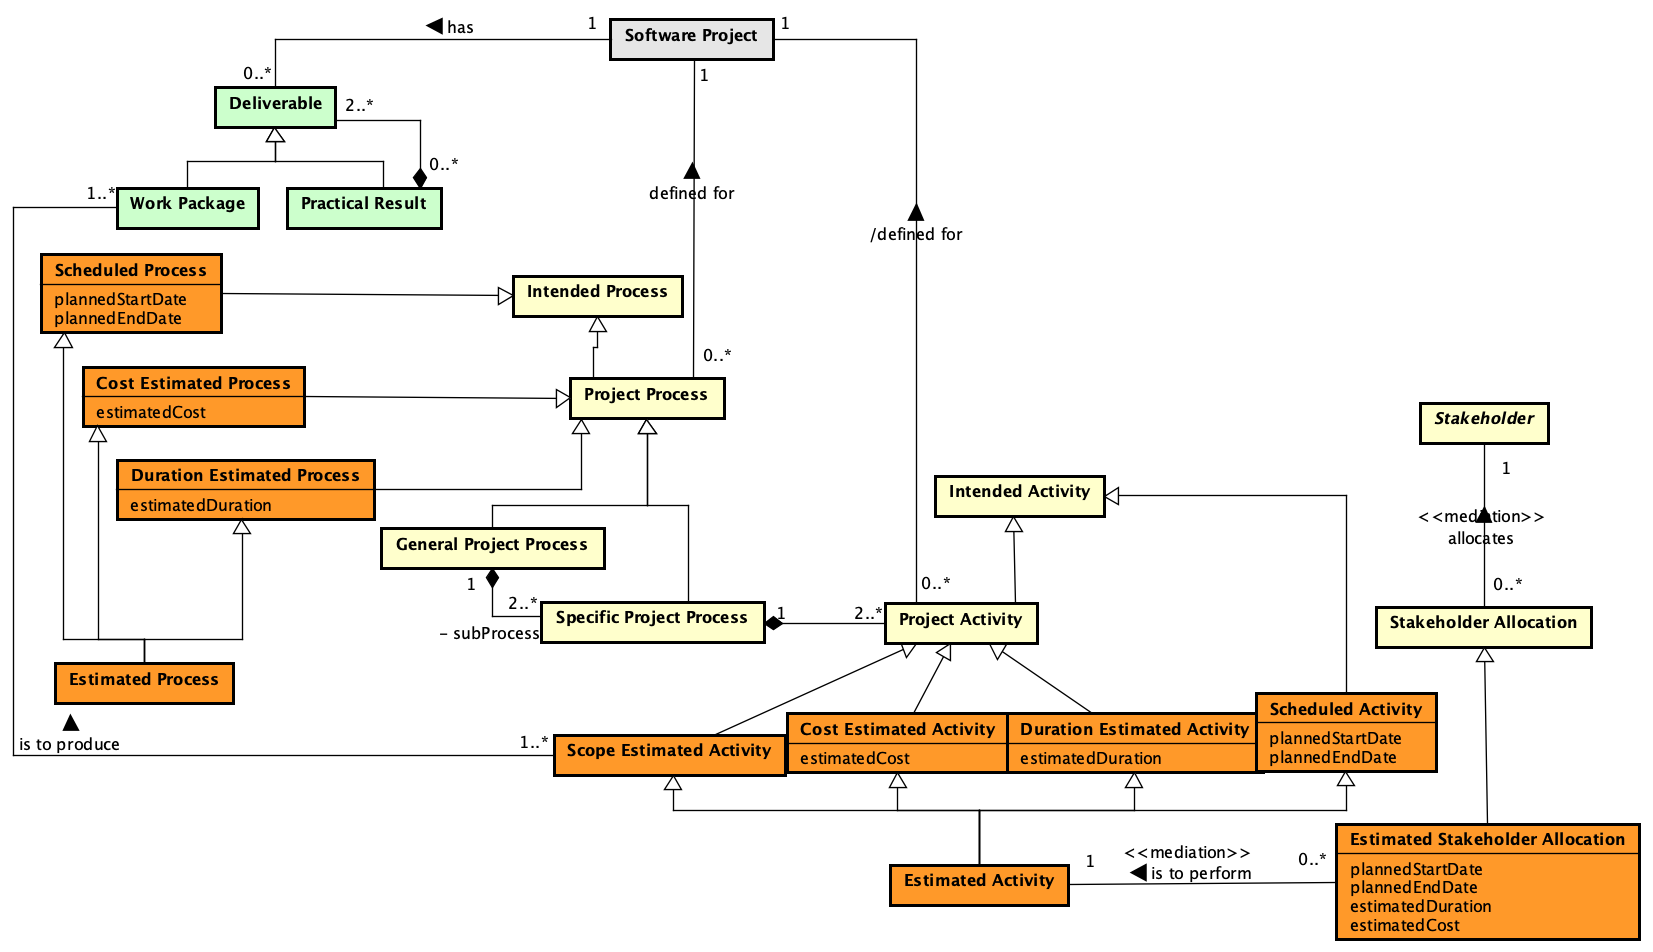 has
1
Software Project
1
0..*
1
Deliverable
2..*
0..*
1..*
Work Package
Practical Result
defined for
/defined for
Scheduled Process
plannedStartDate
plannedEndDate
Intended Process
0..*
Cost Estimated Process
estimatedCost
Project Process
Stakeholder
1
Duration Estimated Process
estimatedDuration
Intended Activity
<<mediation>>
allocates
General Project Process
1
2..*
- subProcess
Specific Project Process
1
2..*
0..*
Project Activity
0..*
Stakeholder Allocation
Estimated Process
is to produce
1..*
Scope Estimated Activity
Cost Estimated Activity
estimatedCost
Duration Estimated Activity
estimatedDuration
Scheduled Activity
plannedStartDate
plannedEndDate
Estimated Activity
1
<<mediation>>
is to perform
0..*
Estimated Stakeholder Allocation
plannedStartDate
plannedEndDate
estimatedDuration
estimatedCost